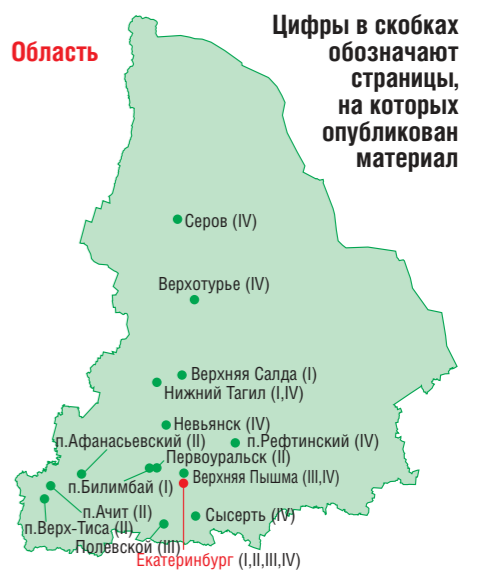 Область
Цифры в скобках
обозначают
страницы,
на которых
опубликован
материал
Серов (IV)
Верхотурье (IV)
Верхняя Салда (I)
Нижний Тагил (I,IV)
Невьянск (IV)
п.Афанасьевский (II)
п.Рефтинский (IV)
Первоуральск (II)
Верхняя Пышма (III,IV)
п.Билимбай (I)
п.Ачит (II)
Сысерть (IV)
п.Верх-Тиса (II)
Полевской (III)
Екатеринбург (I,II,III,IV)